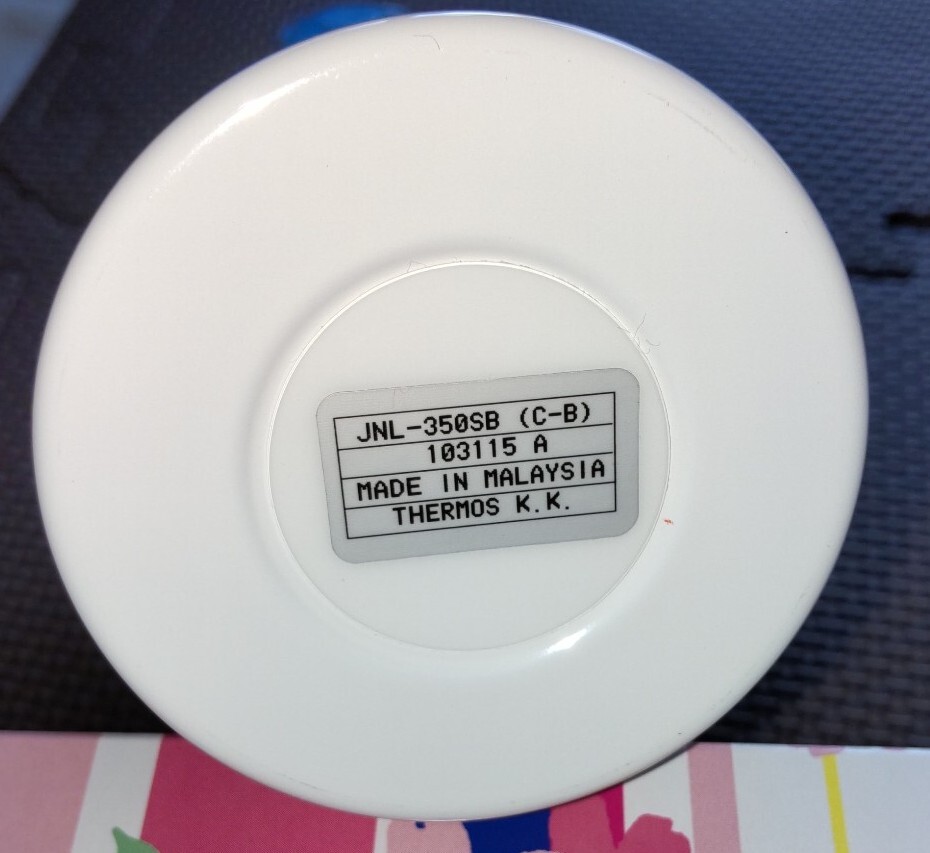 JNL-350SB (C-B)
103115 A
MADE IN MALAYSIA
THERMOS K.K.